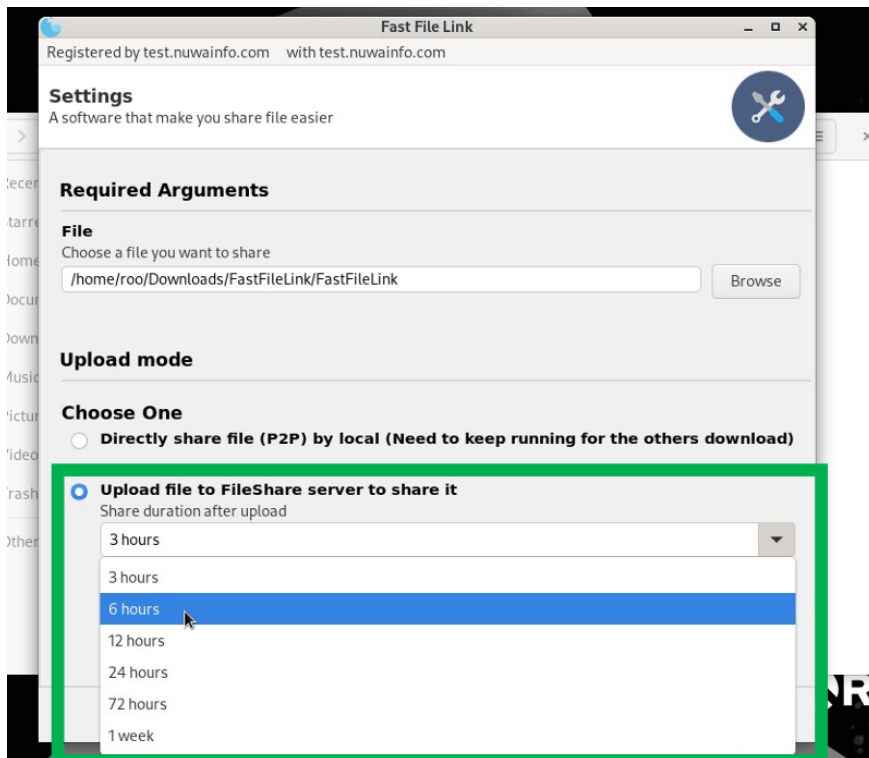 Fast File Link
Registered by test.nuwainfo.com with test.nuwainfo.com
Settings
A software that make you share file easier
Required Arguments
File
Choose a file you want to share
/home/roo/Downloads/FastFileLink/FastFileLink
Browse
Upload mode
Choose One
Directly share file (P2P) by local (Need to keep running for the others download)
Upload file to FileShare server to share it
Share duration after upload
3 hours
3 hours
6 hours
12 hours
24 hours
72 hours
1 week